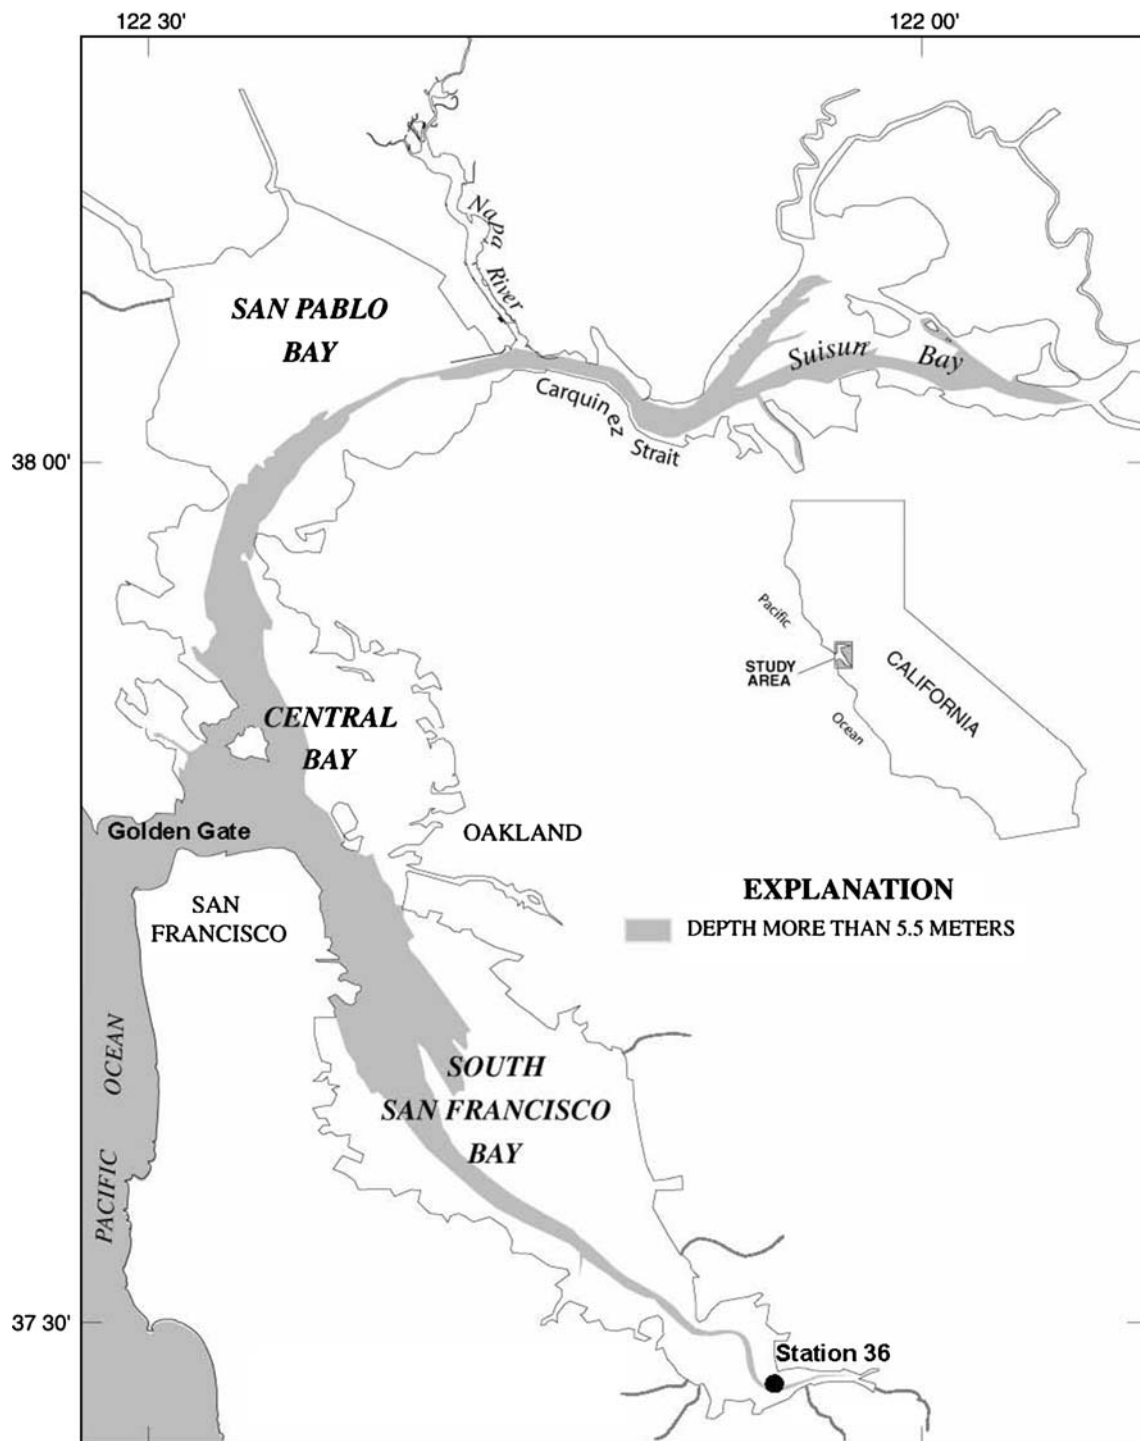 122 30'
122 00'
Napa
River
SAN PABLO
BAY
Suisun Bay
Carquinez
Strait
38 00'
Pacific
STUDY
AREA
CALIFORNIA
Ocean
CENTRAL
BAY
Golden Gate
OAKLAND
EXPLANATION
DEPTH MORE THAN 5.5 METERS
SAN
FRANCISCO
PACIFIC OCEAN
SOUTH
SAN FRANCISCO
BAY
37 30'
Station 36